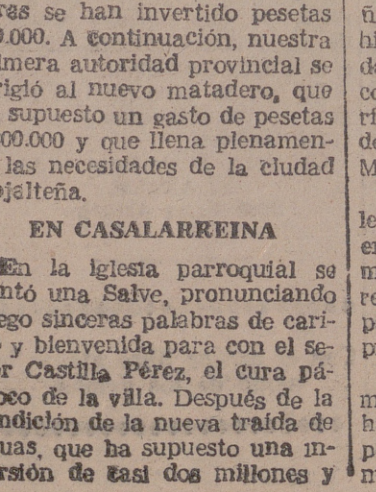 ras se han invertido pesetas
0.000. A continuación, nuestra
imera autoridad provincial se
rigió al nuevo matadero, que
supuesto un gasto de pesetas
00.000 y que llena plenamen-
las necesidades de la ciudad
ojalteña.
EN CASALARREINA
En la iglesia parroquial se
ntó una Salve, pronunciando
ego sinceras palabras de cari-
y bienvenida para con el se-
r Castilla Pérez, el cura pá-
oco de la villa. Después de la
ndición de la nueva traida de
uas, que ha supuesto una in-
rsión de casi dos millones y